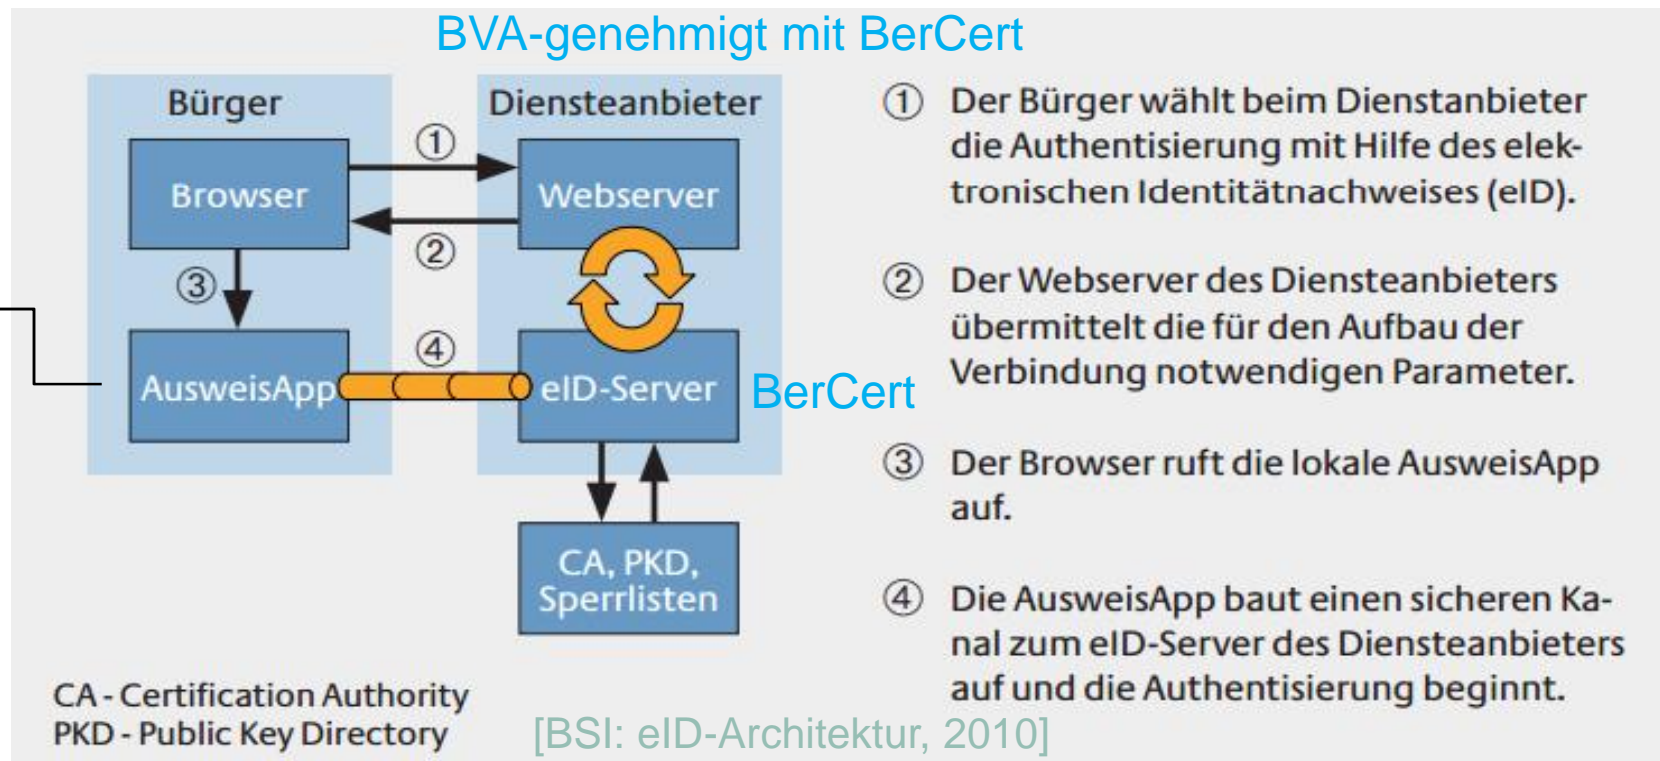 BVA-genehmigt mit BerCert
Bürger
Diensteanbieter
①
Browser
Webserver
②
③
④
AusweisApp
eID-Server
BerCert
CA, PKD,
Sperrlisten
CA - Certification Authority
PKD - Public Key Directory
[BSI: eID-Architektur, 2010]
① Der Bürger wählt beim Dienstanbieter
die Authentisierung mit Hilfe des elek-
tronischen Identitätnachweises (eID).
② Der Webserver des Diensteanbieters
übermittelt die für den Aufbau der
Verbindung notwendigen Parameter.
③ Der Browser ruft die lokale AusweisApp
auf.
④ Die AusweisApp baut einen sicheren Ka-
nal zum eID-Server des Diensteanbieters
auf und die Authentisierung beginnt.